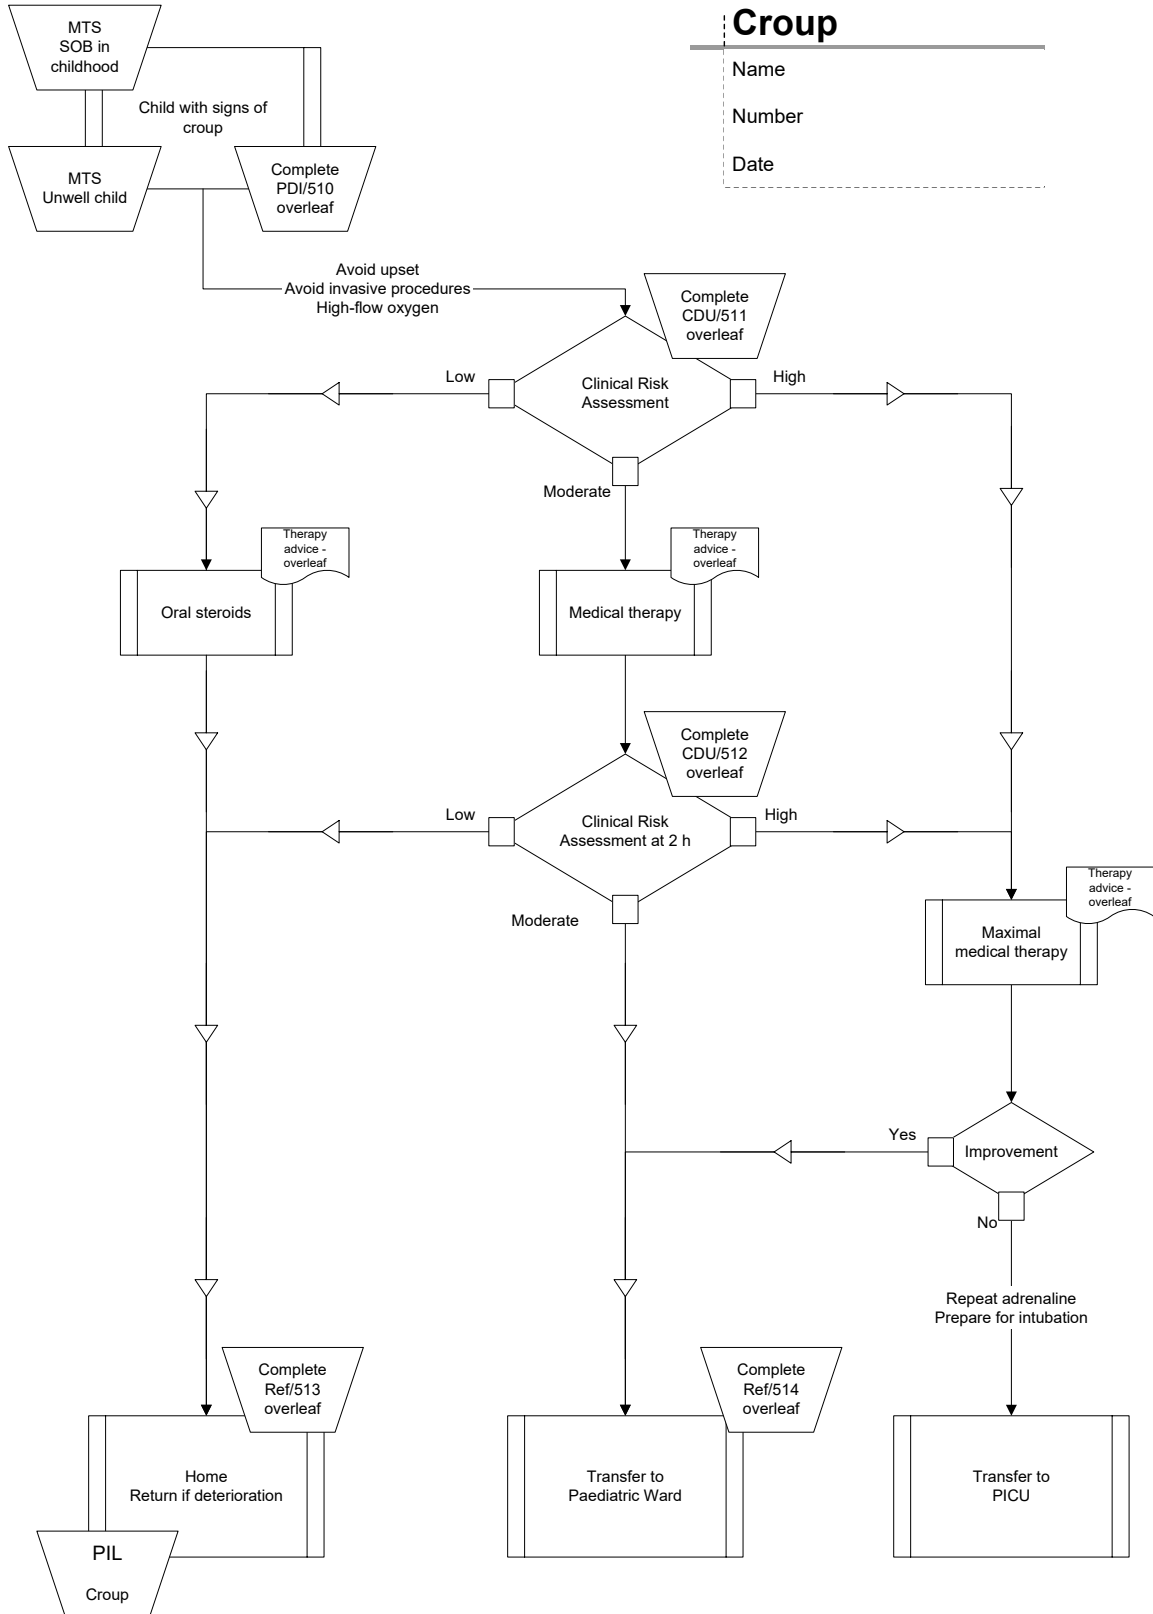 Croup
Name
Number
Date
MTS
SOB in
childhood
Child with signs of
croup
MTS
Unwell child
Complete
PDI/510
overleaf
Avoid upset
Avoid invasive procedures
High-flow oxygen
Complete
CDU/511
overleaf
Low
Clinical Risk
Assessment
High
Moderate
Therapy
advice -
overleaf
Oral steroids
Therapy
advice -
overleaf
Medical therapy
Complete
CDU/512
overleaf
Low
Clinical Risk
Assessment at 2 h
High
Moderate
Therapy
advice -
overleaf
Maximal
medical therapy
Yes
Improvement
No
Repeat adrenaline
Prepare for intubation
Complete
Ref/513
overleaf
Home
Return if deterioration
PIL
Croup
Complete
Ref/514
overleaf
Transfer to
Paediatric Ward
Transfer to
PICU